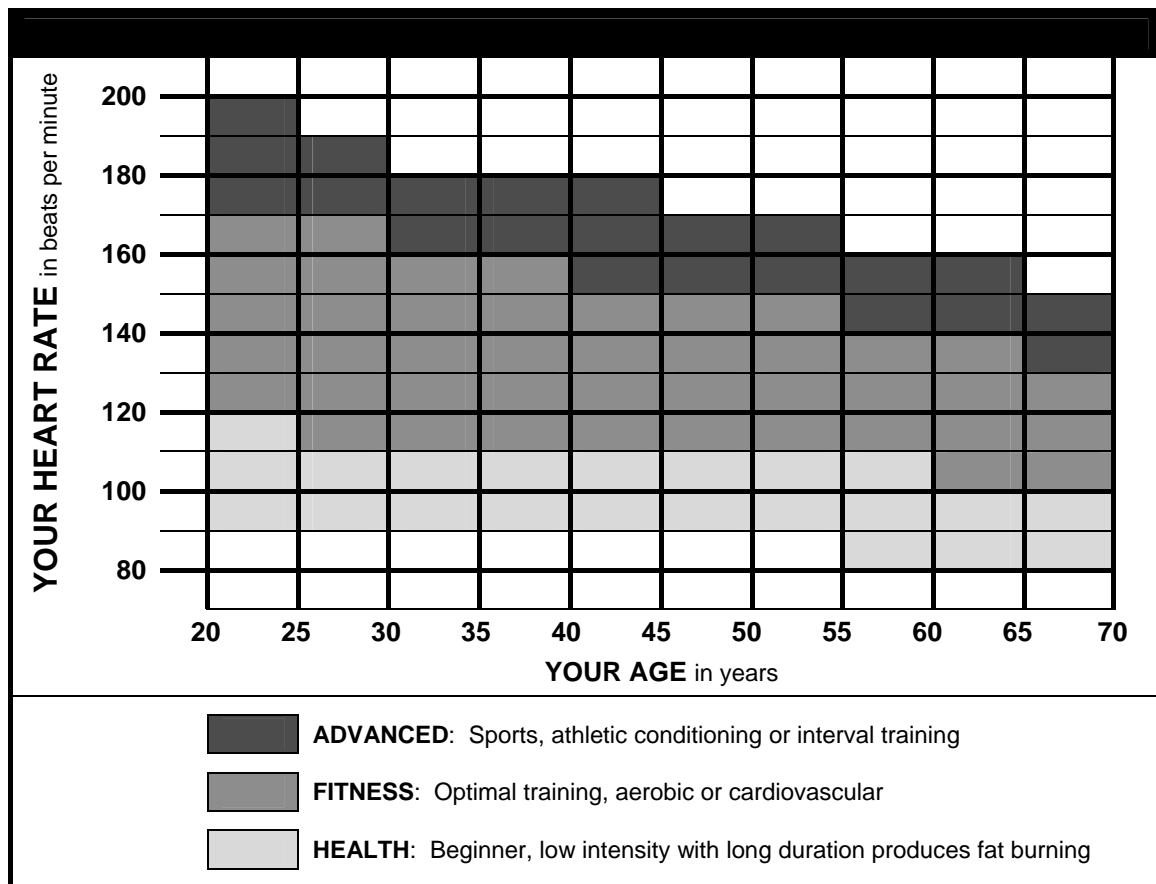 YOUR HEART RATE in beats per minute
200
180
160
140
120
100
80
20 25 30 35 40 45 50 55 60 65 70
YOUR AGE in years
ADVANCED: Sports, athletic conditioning or interval training
FITNESS: Optimal training, aerobic or cardiovascular
HEALTH: Beginner, low intensity with long duration produces fat burning